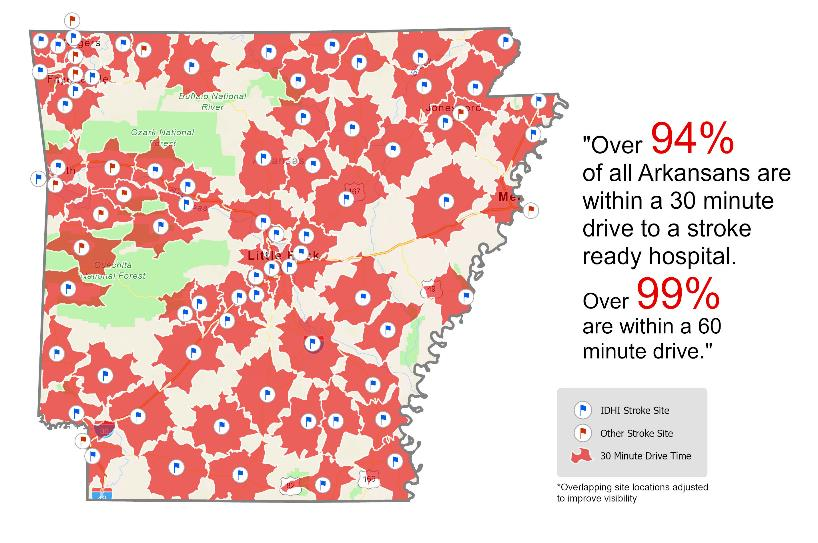 Buffalo National
River
Ozark National
Forest
167
Ouachita
National Forest
Little Rock
"Over 94%
of all Arkansans are
within a 30 minute
drive to a stroke
ready hospital.
Over 99%
are within a 60
minute drive."
IDHI Stroke Site
Other Stroke Site
30 Minute Drive Time
*Overlapping site locations adjusted
to improve visibility